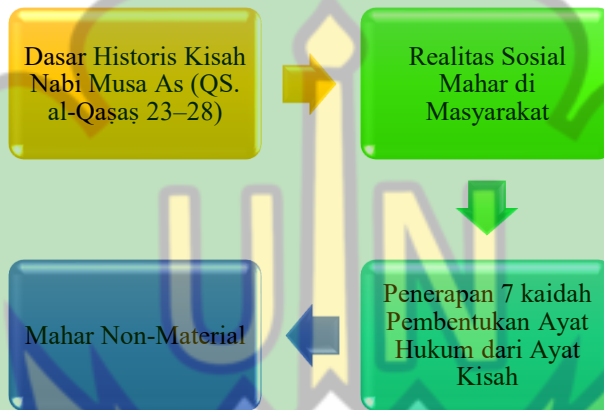 Dasar Historis Kisah
Nabi Musa As (QS.
al-Qaṣaṣ 23–28)
Realitas Sosial
Mahar di
Masyarakat
Penerapan 7 kaidah
Pembentukan Ayat
Hukum dari Ayat
Kisah
Mahar Non-Material
UIN